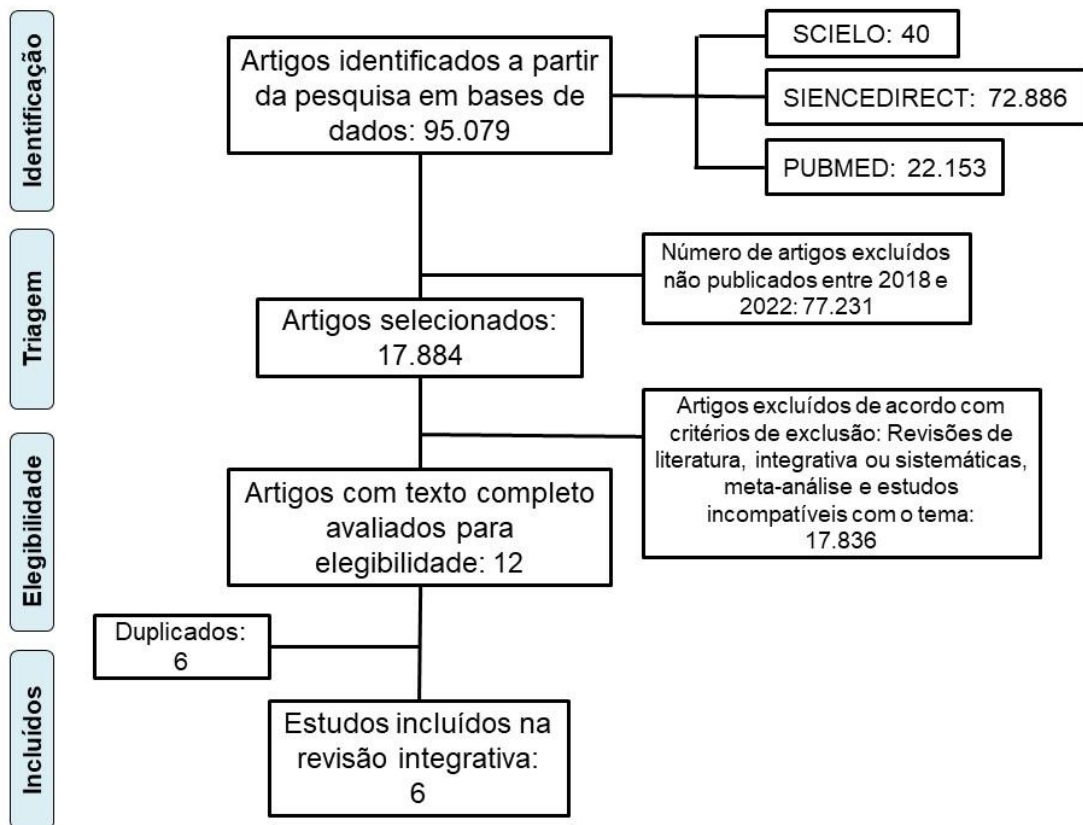 Identificação
Artigos identificados a partir
da pesquisa em bases de
dados: 95.079
SCIELO: 40
SIENCEDIRECT: 72.886
PUBMED: 22.153
Triagem
Número de artigos excluídos
não publicados entre 2018 e
2022: 77.231
Artigos selecionados:
17.884
Elegibilidade
Artigos excluídos de acordo com
critérios de exclusão: Revisões de
literatura, integrativa ou sistemáticas,
meta-análise e estudos
incompatíveis com o tema:
17.836
Artigos com texto completo
avaliados para
elegibilidade: 12
Duplicados:
6
Incluídos
Estudos incluídos na
revisão integrativa:
6